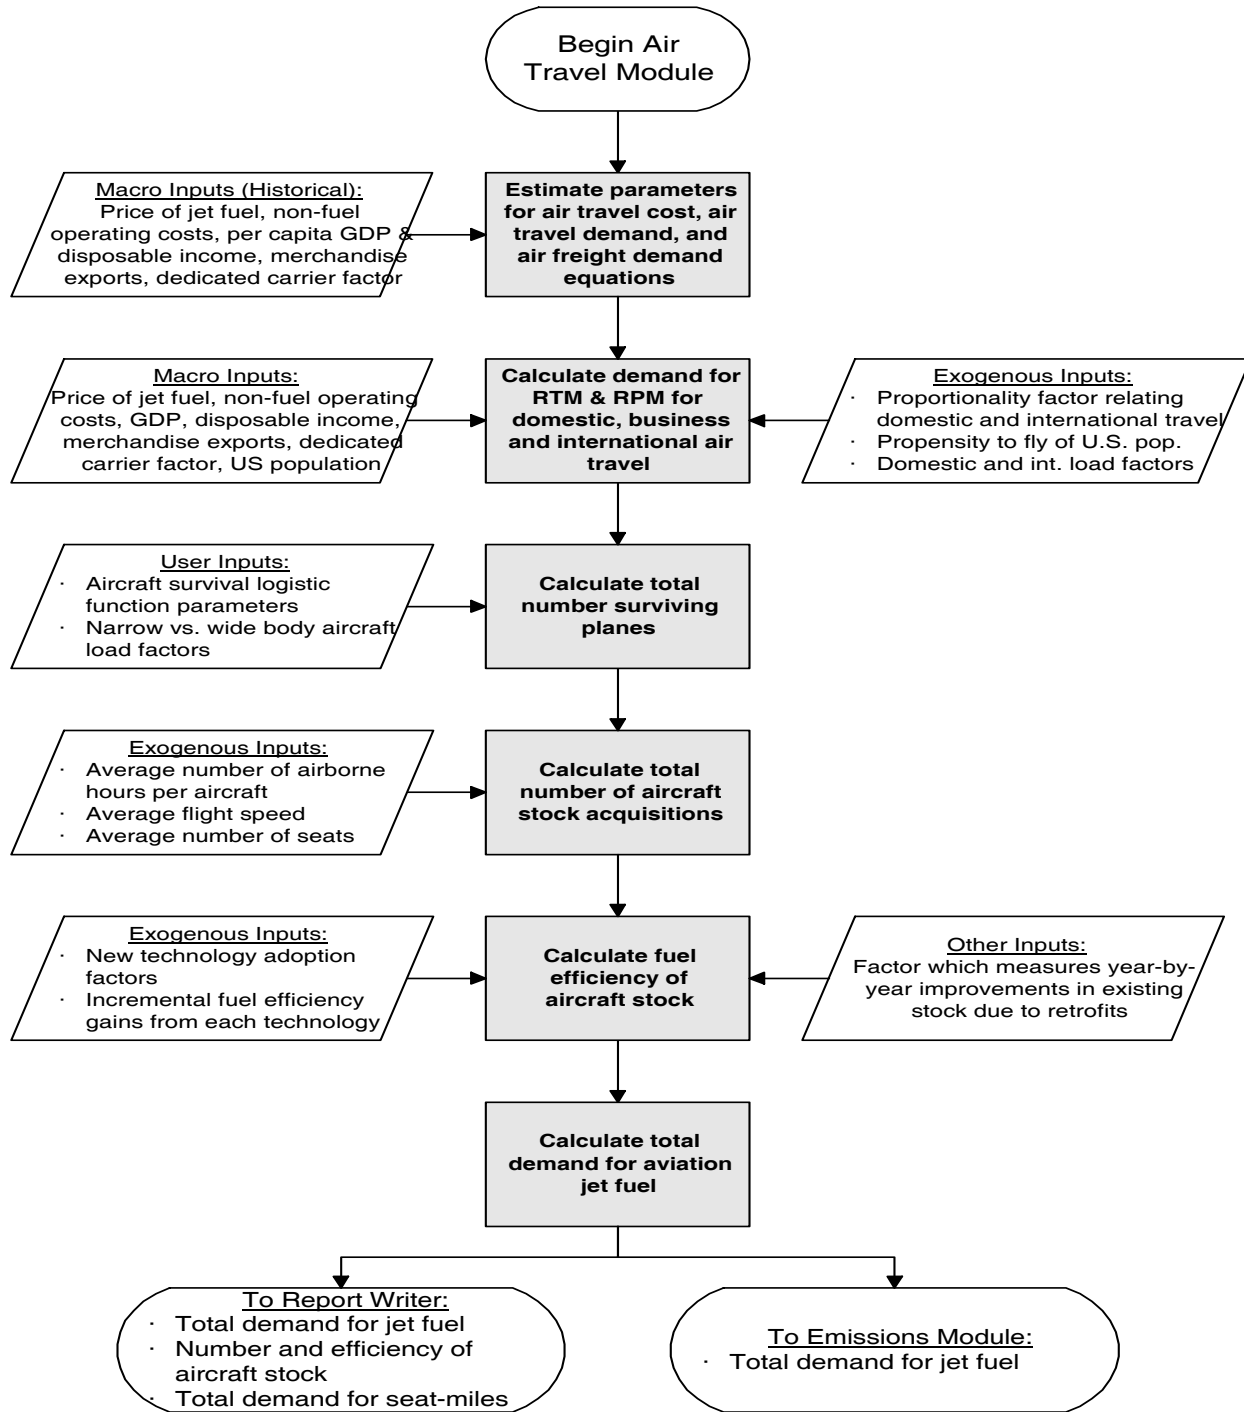 Begin Air
Travel Module
Macro Inputs (Historical):
Price of jet fuel, non-fuel
operating costs, per capita GDP &
disposable income, merchandise
exports, dedicated carrier factor
Estimate parameters
for air travel cost, air
travel demand, and
air freight demand
equations
Macro Inputs:
Price of jet fuel, non-fuel operating
costs, GDP, disposable income,
merchandise exports, dedicated
carrier factor, US population
Calculate demand for
RTM & RPM for
domestic, business
and international air
travel
Exogenous Inputs:
· Proportionality factor relating
domestic and international travel
· Propensity to fly of U.S. pop.
· Domestic and int. load factors
User Inputs:
· Aircraft survival logistic
function parameters
· Narrow vs. wide body aircraft
load factors
Calculate total
number surviving
planes
Exogenous Inputs:
· Average number of airborne
hours per aircraft
· Average flight speed
· Average number of seats
Calculate total
number of aircraft
stock acquisitions
Exogenous Inputs:
· New technology adoption
factors
· Incremental fuel efficiency
gains from each technology
Calculate fuel
efficiency of
aircraft stock
Other Inputs:
Factor which measures year-by-
year improvements in existing
stock due to retrofits
Calculate total
demand for aviation
jet fuel
To Report Writer:
· Total demand for jet fuel
· Number and efficiency of
aircraft stock
· Total demand for seat-miles
To Emissions Module:
· Total demand for jet fuel